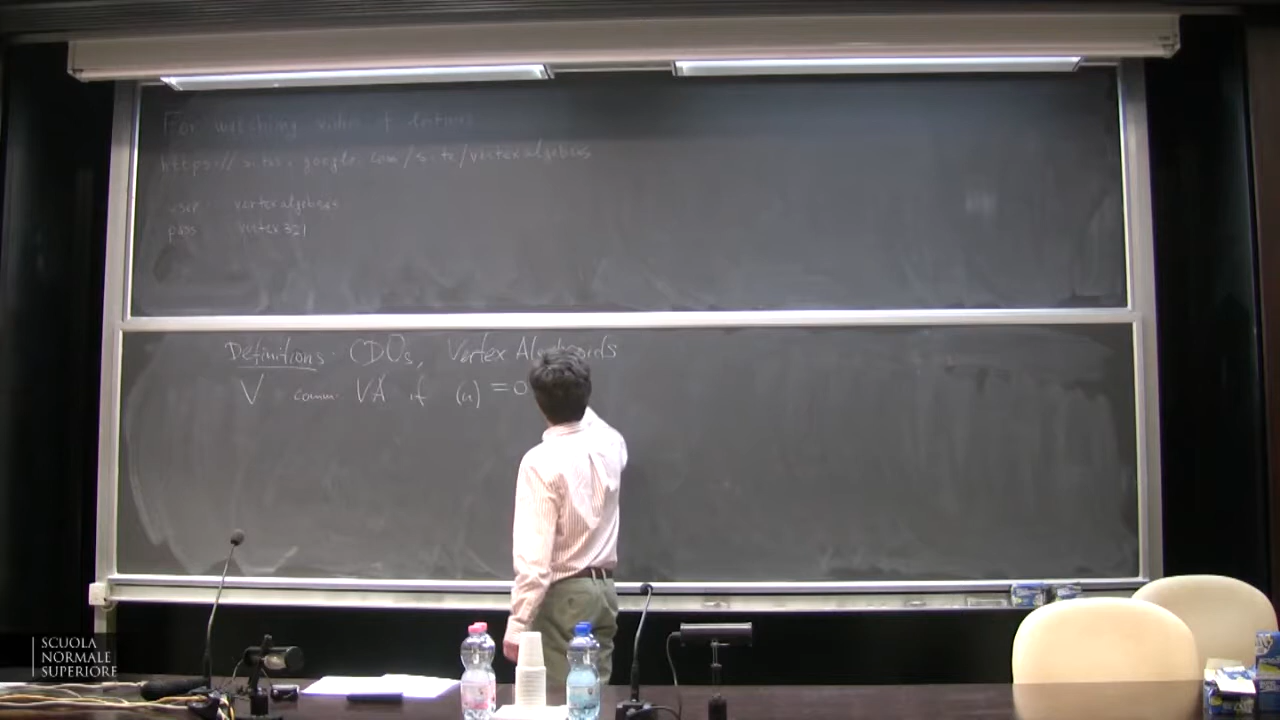 For watching video of lectures
https://sites.google.com/site/vertexalgebras
user vertexalgebras
pass vertex321
Definitions. CDOs, Vertex Algebroids
V comm. VA if (n) = 0
SCUOLA
NORMALE
SUPERIORE